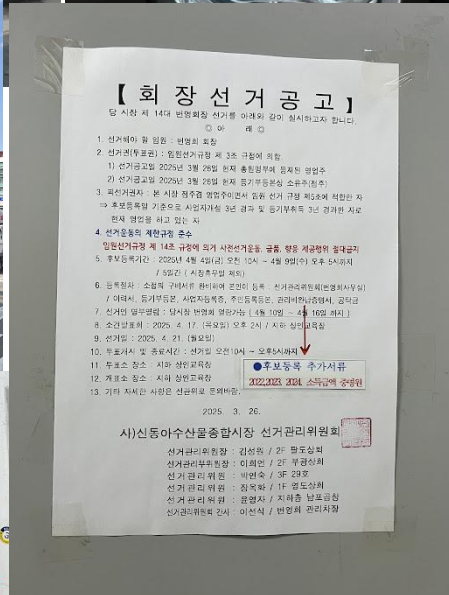 【 회 장 선 거 공 고 】
당 시장 제 14대 번영회장 선거를 아래와 같이 실시하고자 합니다.
◎ 아 래 ◎
1. 선거해야 할 임원 : 번영회 회장
2. 선거권(투표권) : 임원선거규정 제 3조 규정에 의함
1) 선거공고일 2025년 3월 26일 현재 총회명부에 등재된 영업주
2) 선거공고일 2025년 3월 26일 현재 등기부등본상 소유주(점주)
3. 피선거권자 : 본 시장 점주겸 영업주이면서 임원 선거 규정 제5조에 적합한 자
⇒ 후보등록일 기준으로 사업자개설 3년 경과 및 등기부취득 3년 경과한 자로
현재 영업을 하고 있는 자
4. 선거운동의 제한규정 준수
임원선거규정 제 14조 규정에 의거 사전선거운동, 금품, 향응 제공행위 절대금지
5. 후보등록기간 : 2025년 4월 4일(금) 오전 10시 ~ 4월 9일(수) 오후 5시까지
/ 5일간 ( 시장휴무일 제외)
6. 등록절차 : 소정의 구비서류 완비하여 본인이 등록 : 선거관리위원회(번영회사무실)
/ 이력서, 등기부등본, 사업자등록증, 주민등록등본, 관리비완납증명서, 공탁금
7. 선거인 명부열람 : 당시장 번영회 열람가능 ( 4월 10일 ~ 4월 16일 까지 )
8. 소견발표회 : 2025. 4. 17. (목요일) 오후 2시 / 지하 상인교육장
9. 선거일 : 2025. 4. 21. (월요일)
10. 투표개시 및 종료시간 : 선거일 오전10시 ~ 오후5시까지
11. 투표소 장소 : 지하 상인교육장
12. 개표소 장소 : 지하 상인교육장
13. 기타 자세한 사항은 선관위로 문의바람.
●후보등록 추가서류
2022,2023, 2024, 소득금액 증명원
2025. 3. 26.
사)신동아수산물종합시장 선거관리위원회
선거관리위원장 : 김성원 / 2F 팔도상회
선거관리부위원장 : 이희언 / 2F 부광상회
선거관리위원 : 박연숙 / 3F 29호
선거관리위원 : 장옥화 / 1F 영도상회
선거관리위원 : 윤영자 / 지하층 남포곰장
선거관리위원회 간사 : 이선식 / 번영회 관리차장